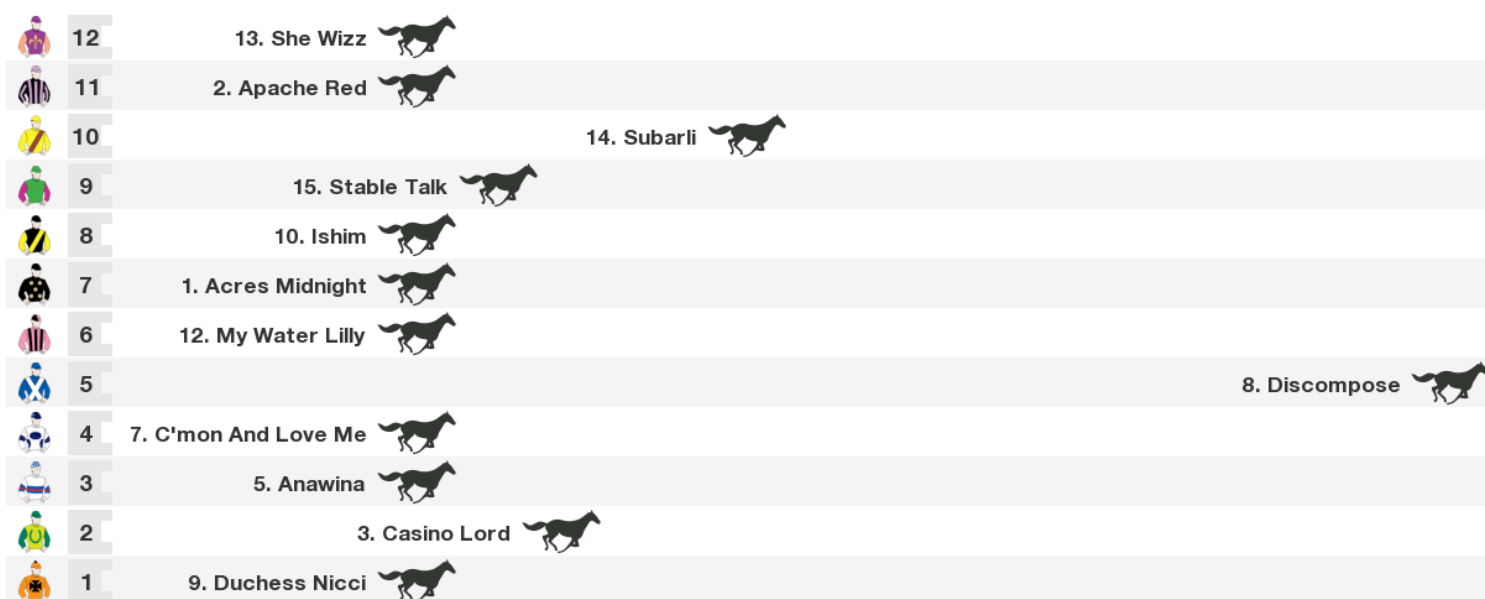 12 13. She Wizz
11 2. Apache Red
10 14. Subarli
9 15. Stable Talk
8 10. Ishim
7 1. Acres Midnight
6 12. My Water Lilly
5 8. Discompose
4 7. C'mon And Love Me
3 5. Anawina
2 3. Casino Lord
1 9. Duchess Nicci